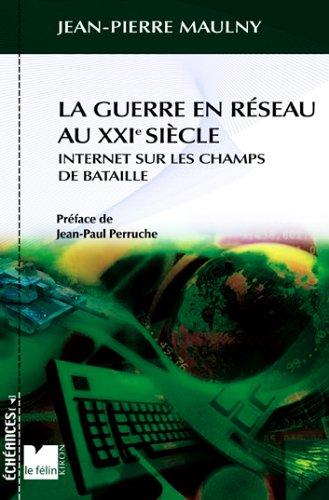 JEAN-PIERRE MAULNY
LA GUERRE EN RÉSEAU
AU XXIe SIÈCLE
INTERNET SUR LES CHAMPS
DE BATAILLE
Préface de
Jean-Paul Perruche
ÉCHÉANCES
le félin
KIRON